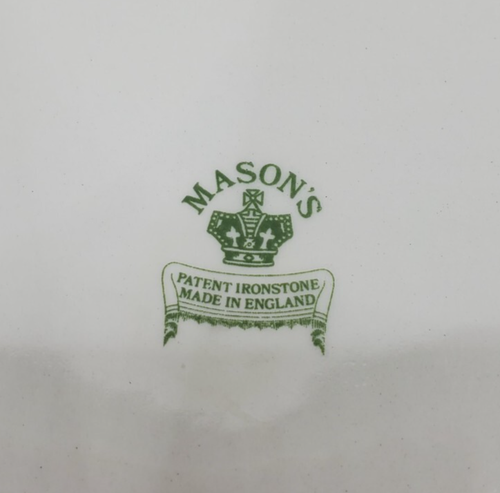 MASON'S
PATENT IRONSTONE
MADE IN ENGLAND